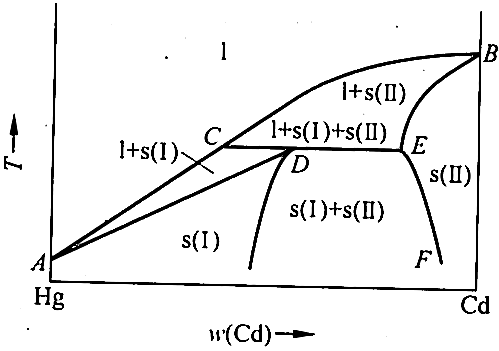 l
B
l+s(II)
C
l+s(I)+s(II)
l+s(I)
D
E
s(II)
s(I)+s(II)
s(I)
A
F
T
Hg
Cd
w(Cd)